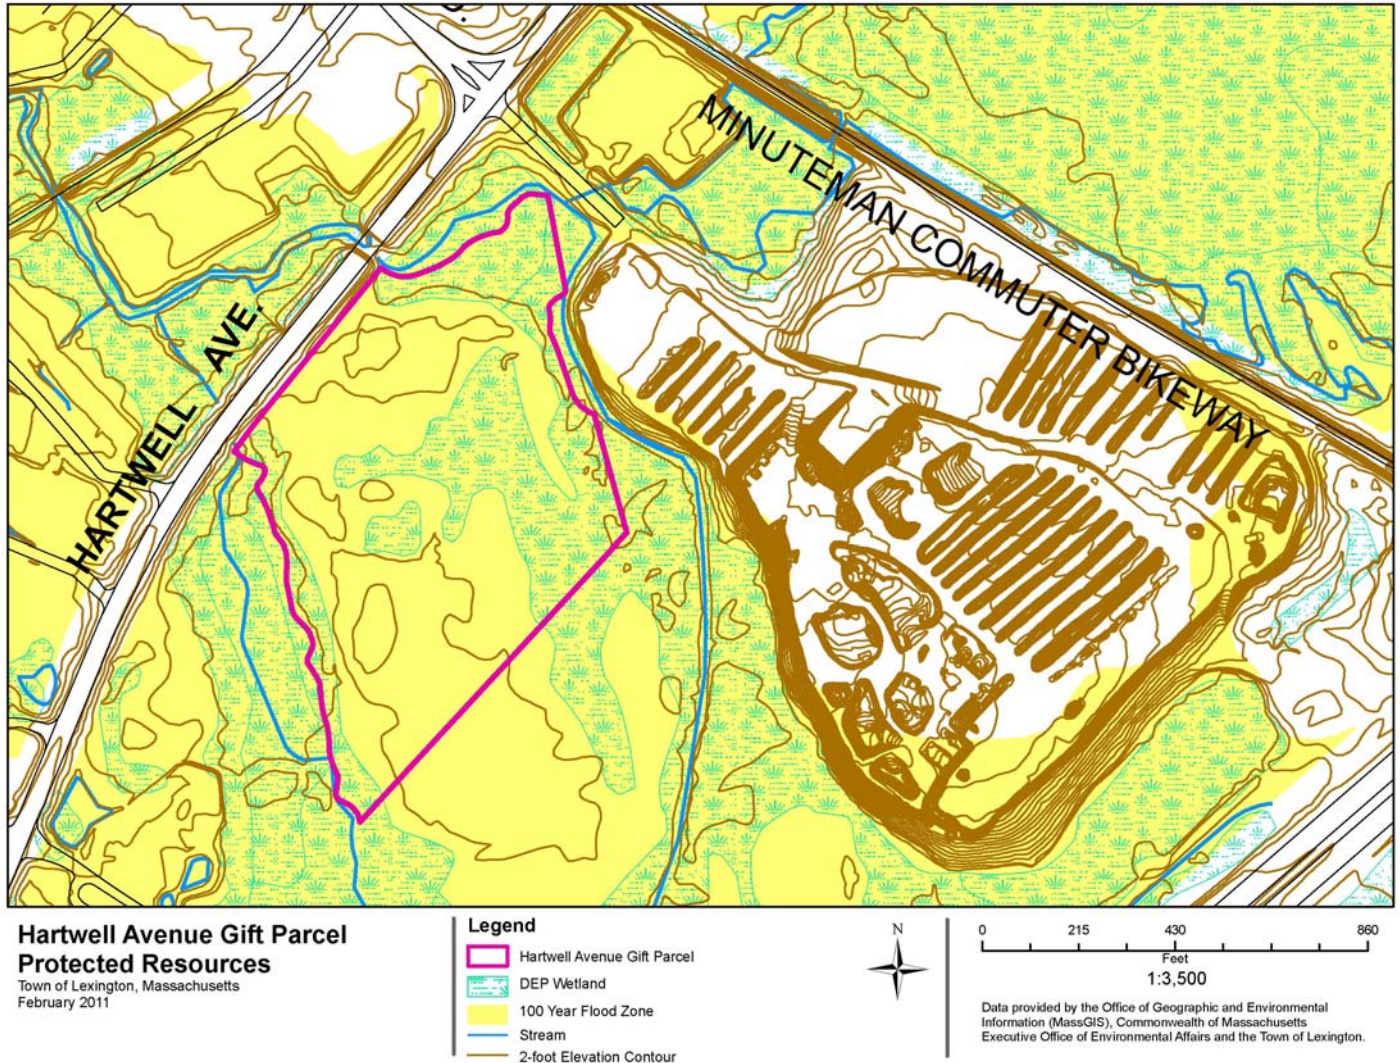 MINUTEMAN COMMUTER BIKEWAY
HARTWELL AVE.
Hartwell Avenue Gift Parcel
Protected Resources
Town of Lexington, Massachusetts
February 2011
Legend
Hartwell Avenue Gift Parcel
DEP Wetland
100 Year Flood Zone
Stream
2-foot Elevation Contour
N
0 215 430 860
Feet
1:3,500
Data provided by the Office of Geographic and Environmental
Information (MassGIS), Commonwealth of Massachusetts
Executive Office of Environmental Affairs and the Town of Lexington.